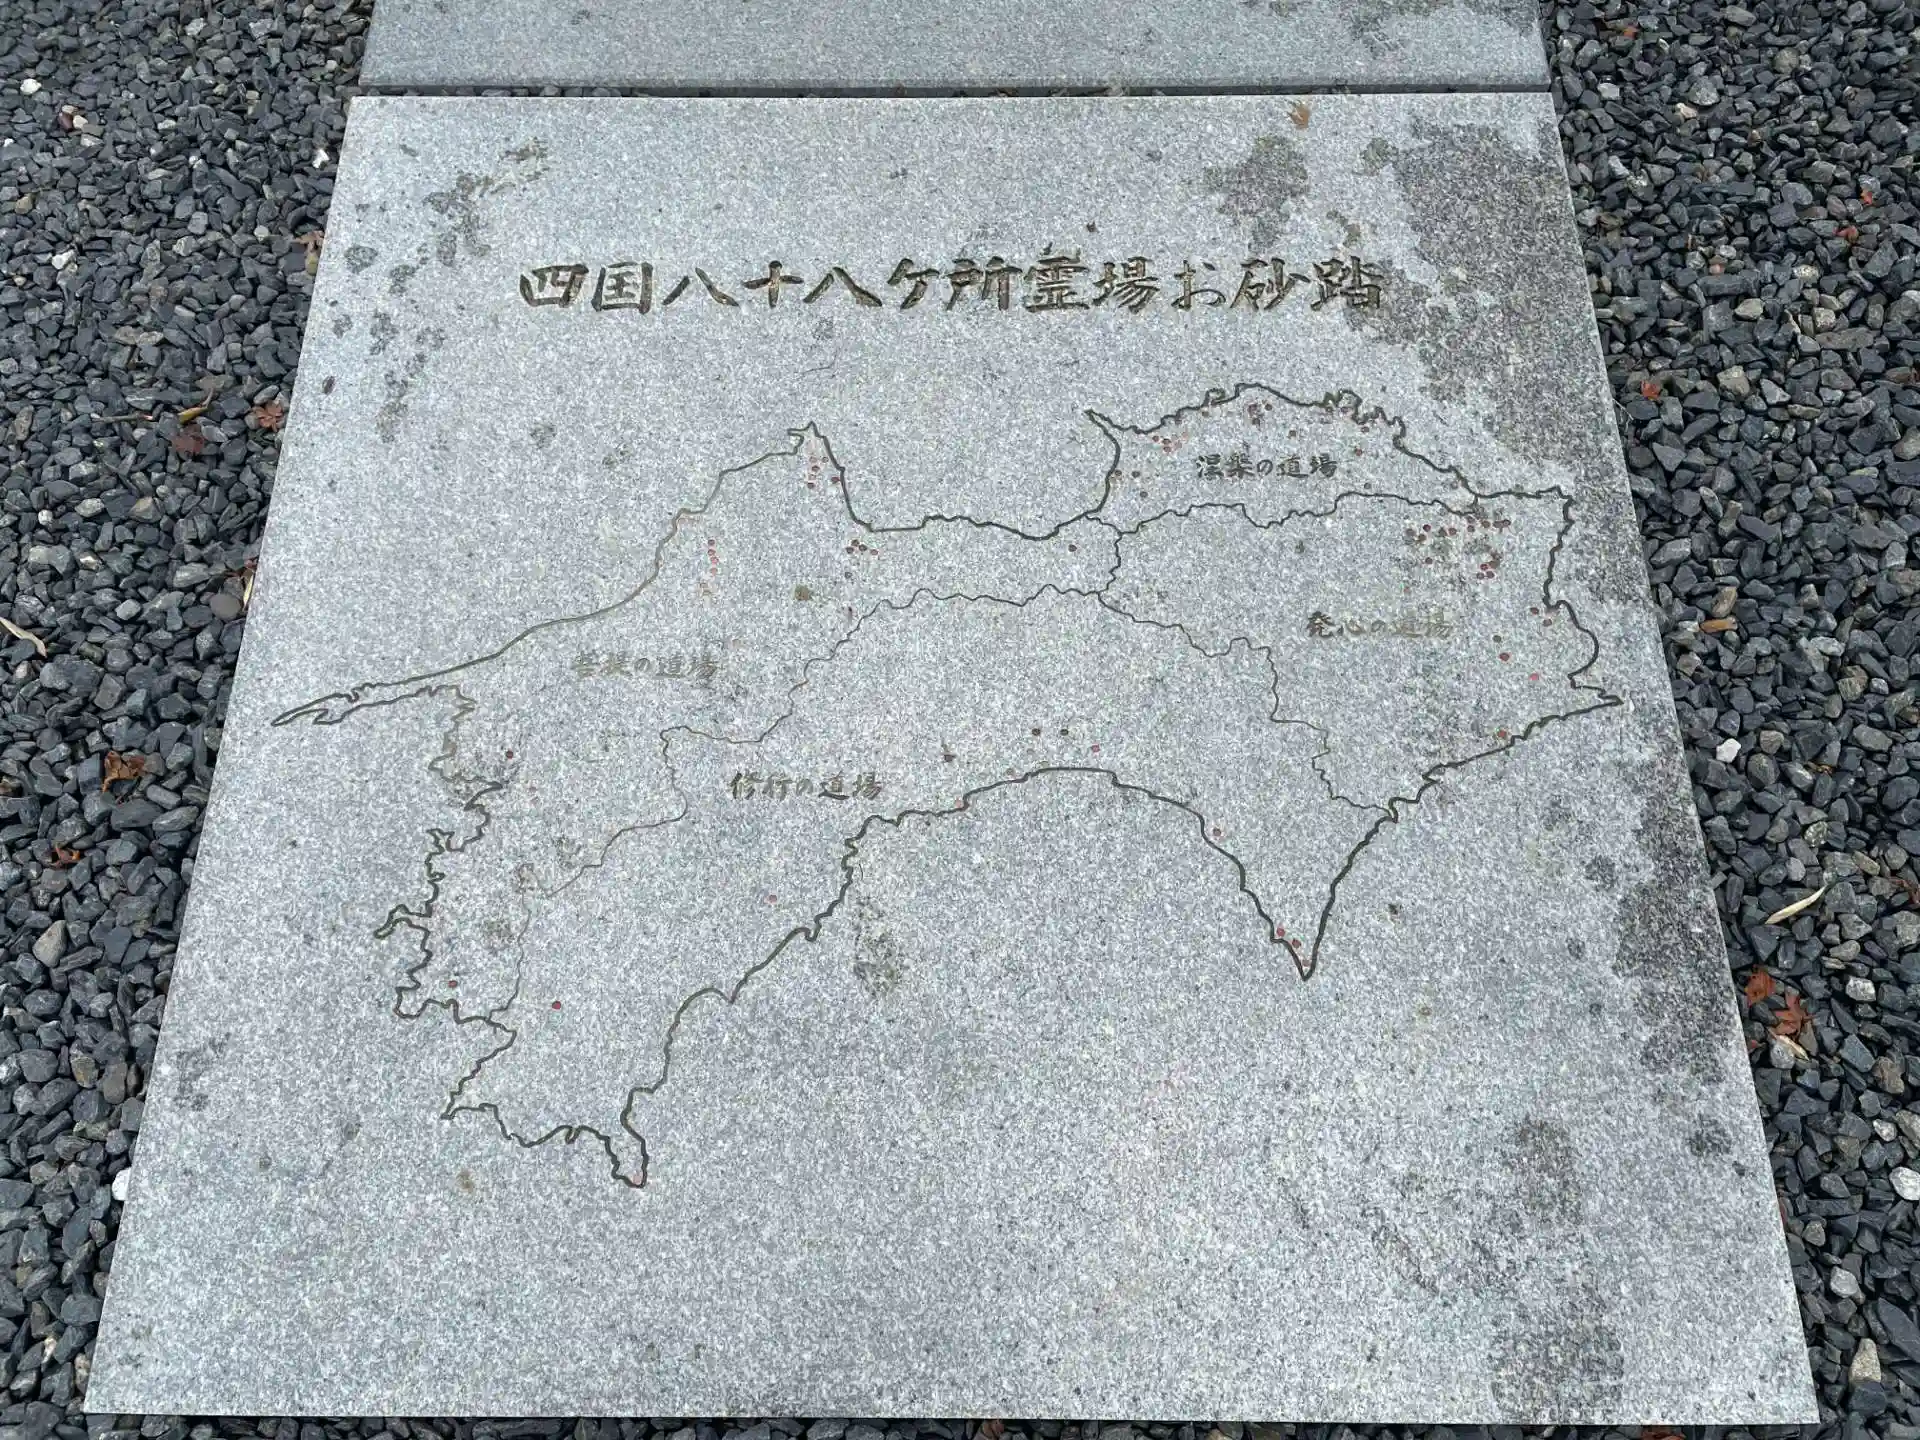 四国八十八ケ所霊場お砂踏
涅槃の道場
発心の道場
菩提の道場
修行の道場